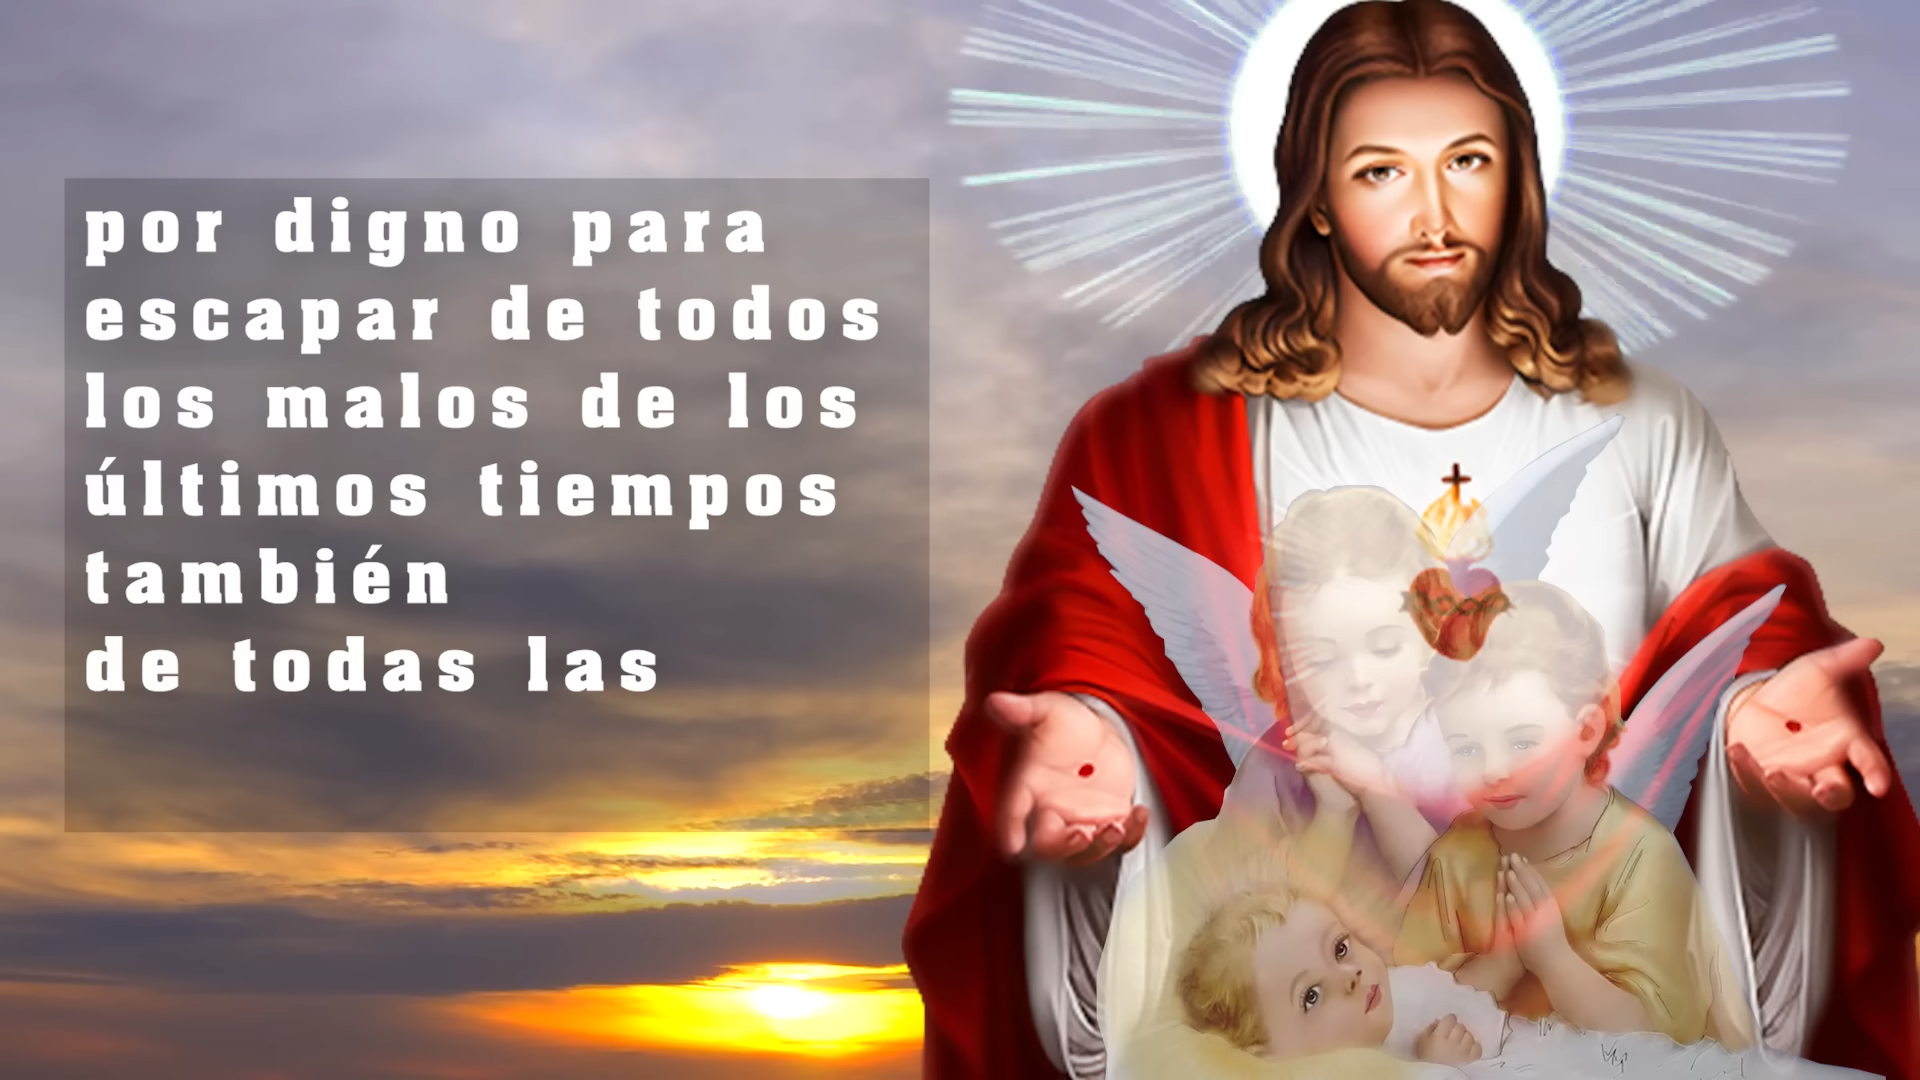 por digno para
escapar de todos
los malos de los
últimos tiempos
también
de todas las